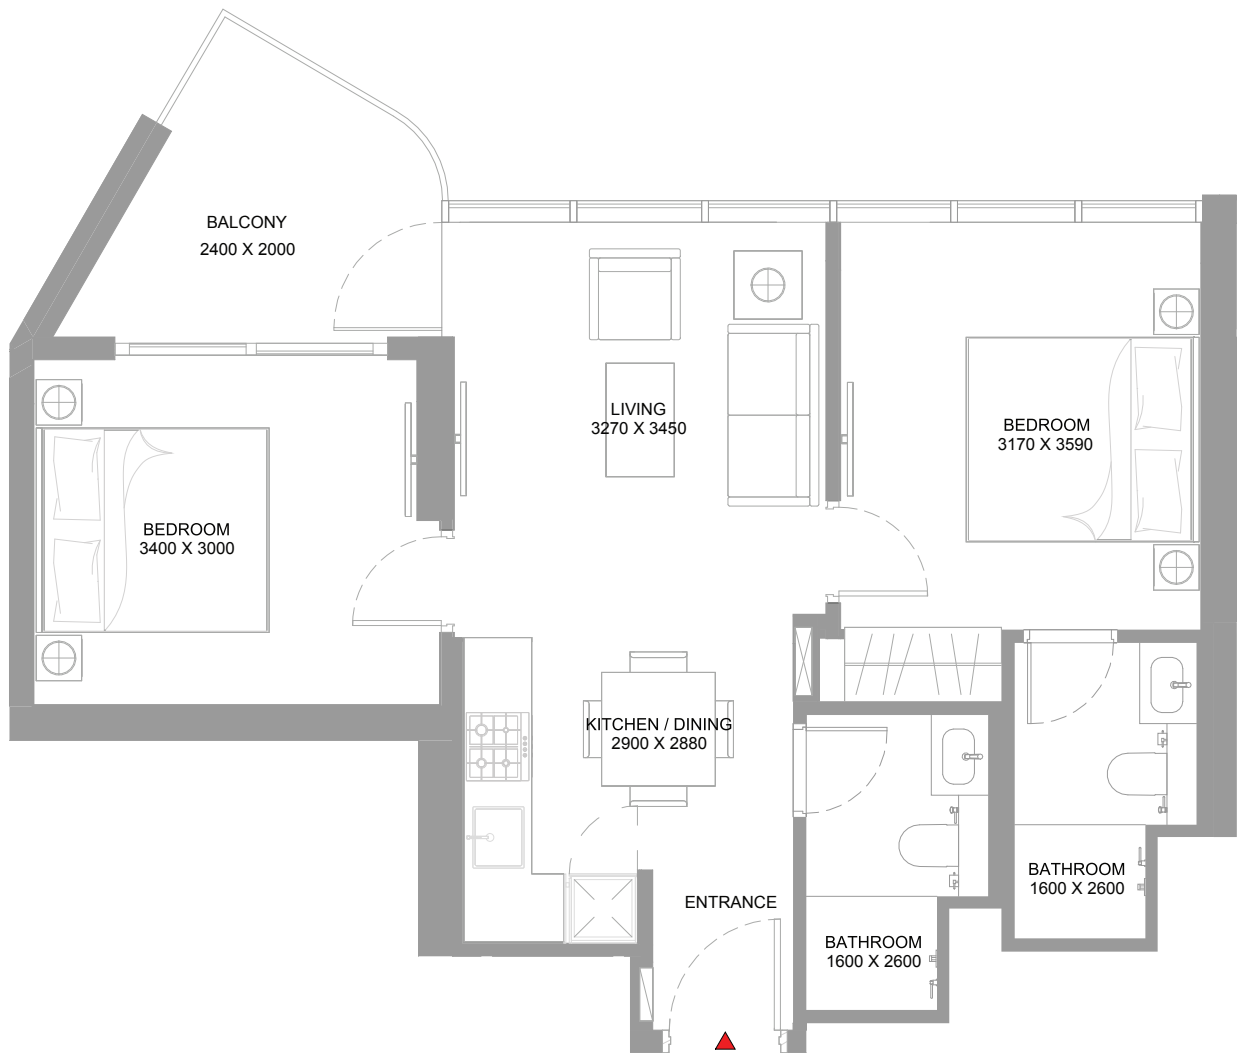 BALCONY
2400 X 2000
LIVING
3270 X 3450
BEDROOM
3170 X 3590
BEDROOM
3400 X 3000
KITCHEN / DINING
2900 X 2880
BATHROOM
1600 X 2600
ENTRANCE
BATHROOM
1600 X 2600